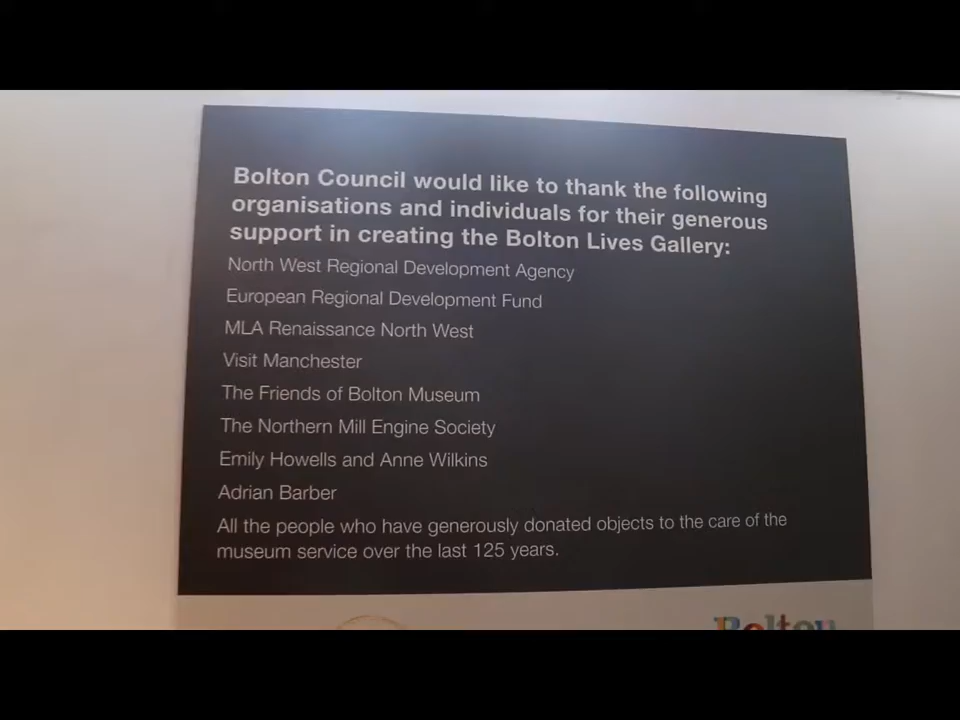 Bolton Council would like to thank the following
organisations and individuals for their generous
support in creating the Bolton Lives Gallery:
North West Regional Development Agency
European Regional Development Fund
MLA Renaissance North West
Visit Manchester
The Friends of Bolton Museum
The Northern Mill Engine Society
Emily Howells and Anne Wilkins
Adrian Barber
All the people who have generously donated objects to the care of the
museum service over the last 125 years.
Bolton